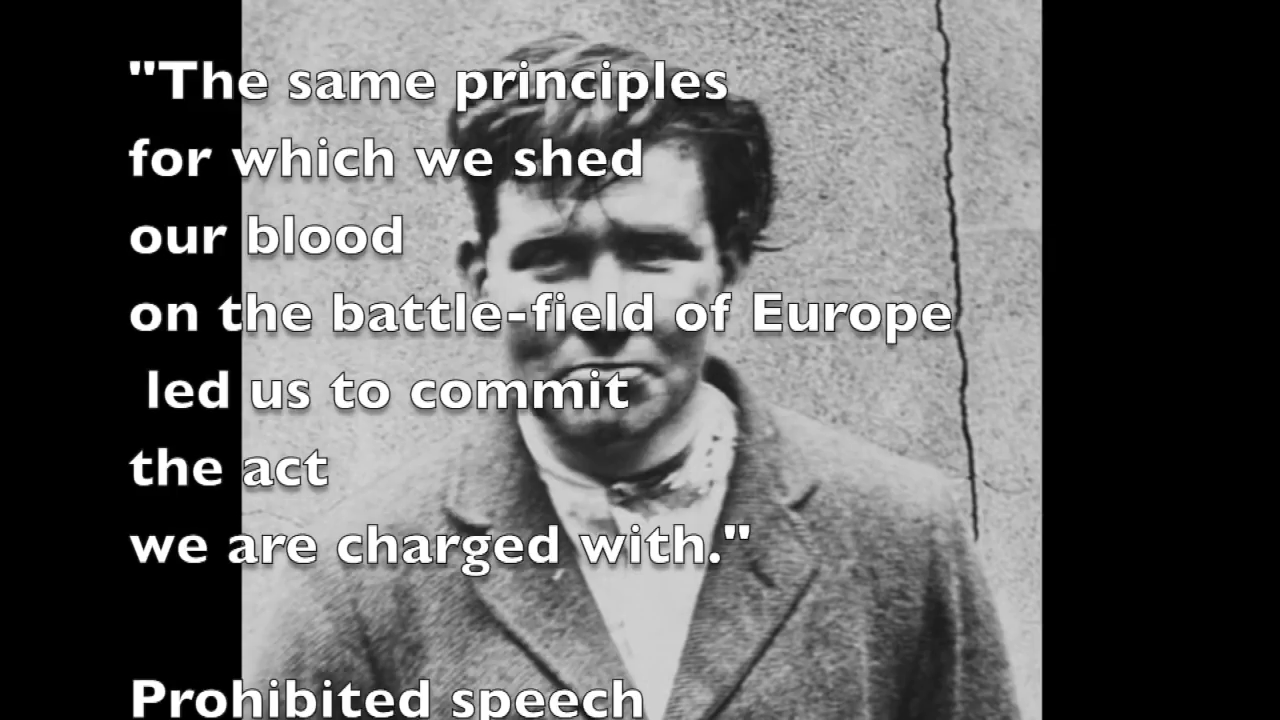 "The same principles
for which we shed
our blood
on the battle-field of Europe
led us to commit
the act
we are charged with."
Prohibited speech